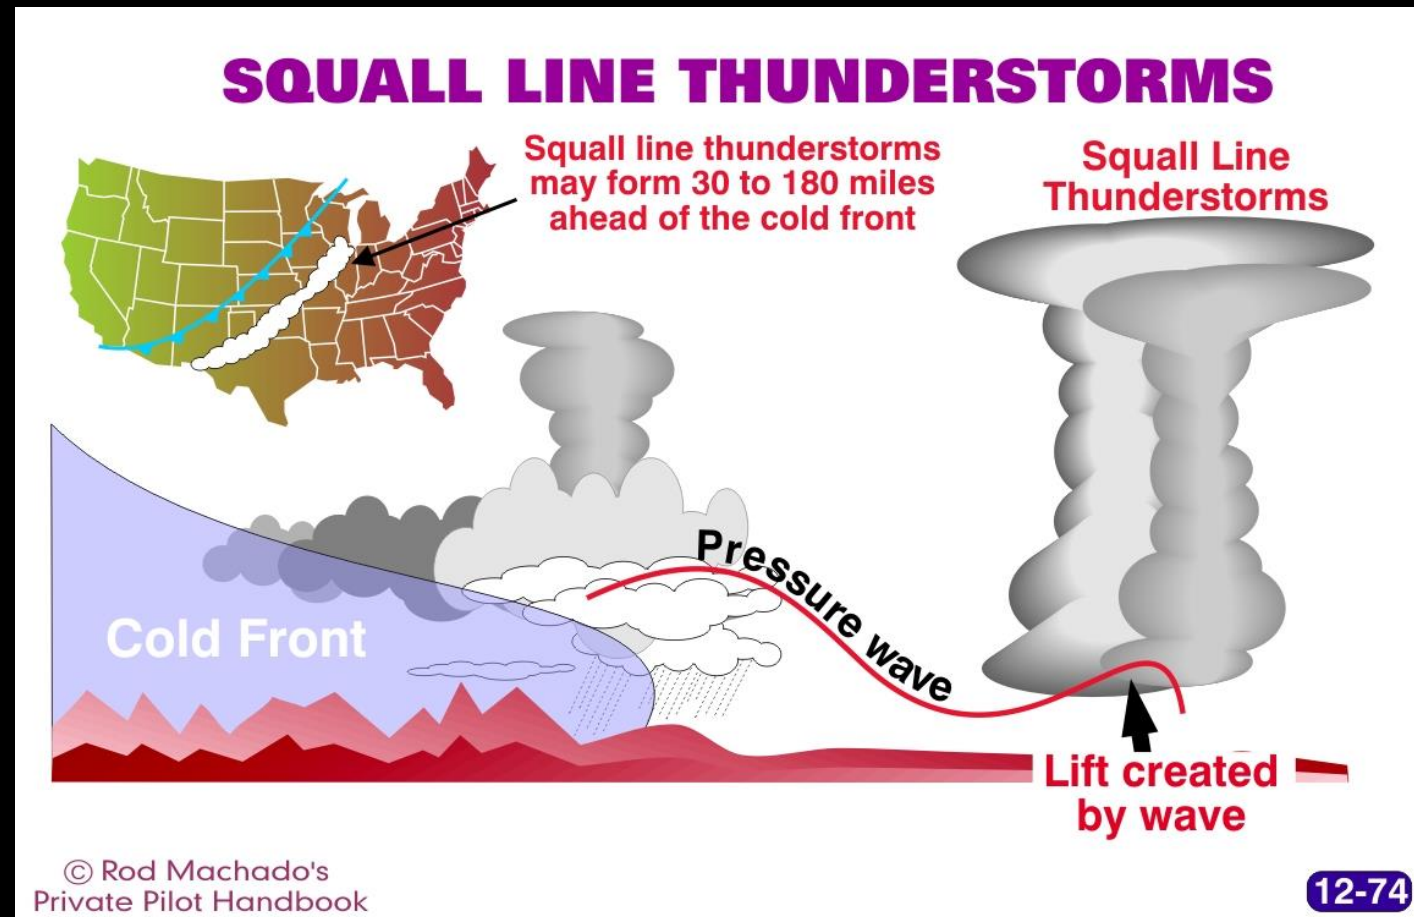 SQUALL LINE THUNDERSTORMS
Squall line thunderstorms
may form 30 to 180 miles
ahead of the cold front
Squall Line
Thunderstorms
Pressure wave
Cold Front
Lift created
by wave
© Rod Machado's
Private Pilot Handbook
12-74